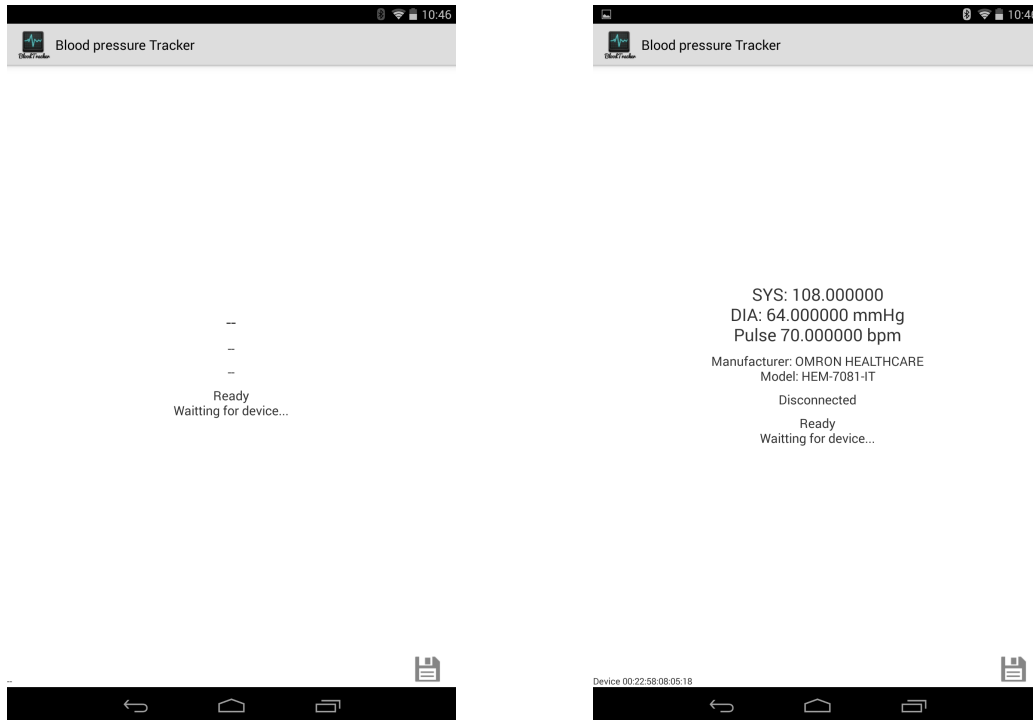 10:46
BloodTracker
Blood pressure Tracker
--
--
--
Ready
Waitting for device...
--
10:46
BloodTracker
Blood pressure Tracker
SYS: 108.000000
DIA: 64.000000 mmHg
Pulse 70.000000 bpm
Manufacturer: OMRON HEALTHCARE
Model: HEM-7081-IT
Disconnected
Ready
Waitting for device...
Device 00:22:58:08:05:18